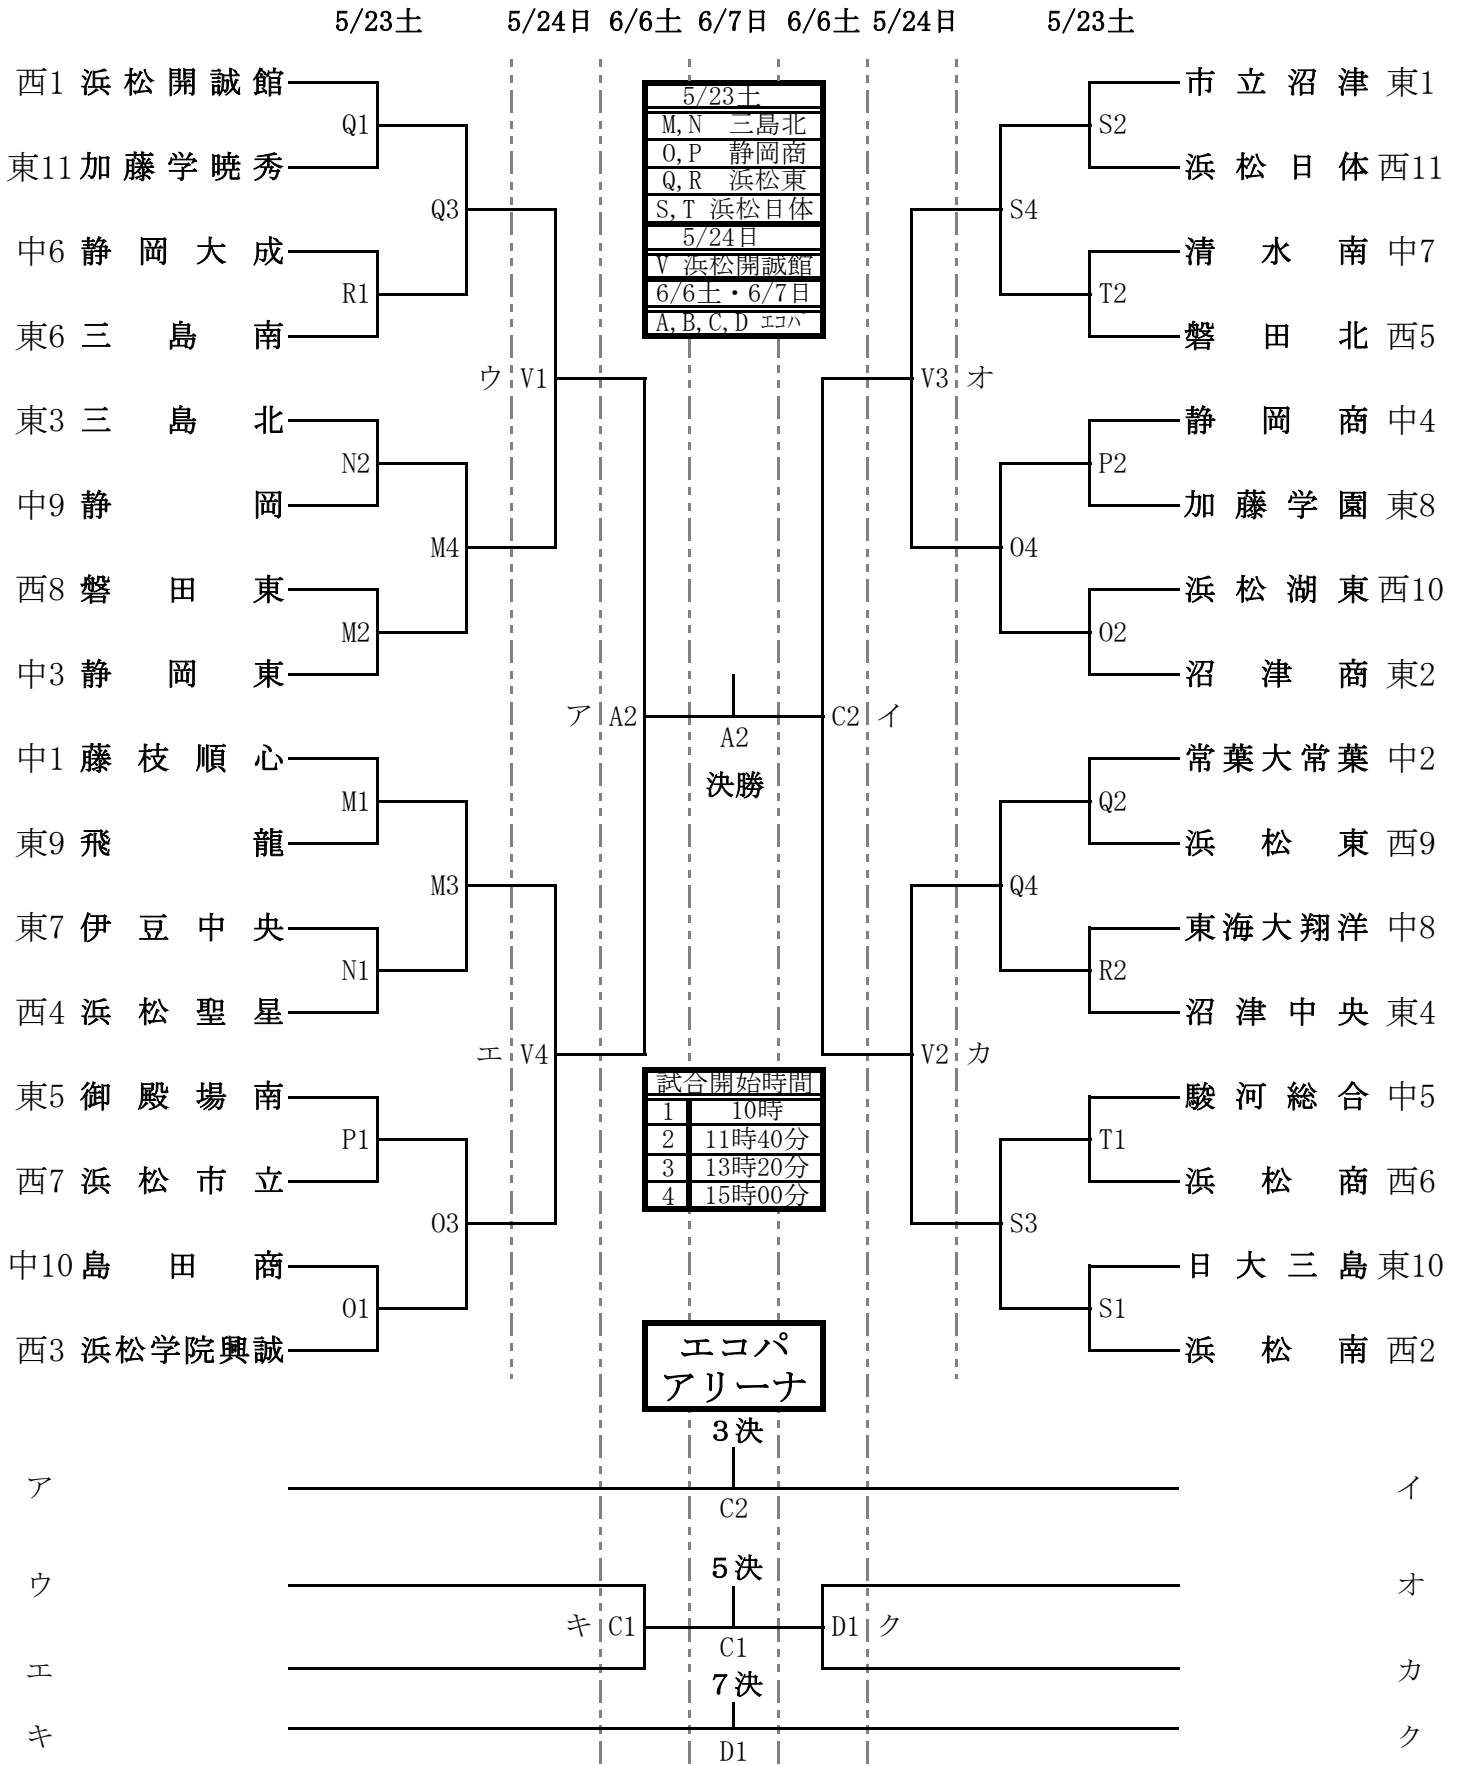 5/23土 5/24日 6/6土 6/7日 6/6土 5/24日 5/23土
西1 浜松開誠館
Q1
東11 加藤学暁秀
Q3
中6 静岡大成
R1
東6 三島南
ウ V1
東3 三島北
N2
中9 静岡
M4
西8 磐田東
M2
中3 静岡東
ア A2
中1 藤枝順心
M1
東9 飛龍
M3
東7 伊豆中央
N1
西4 浜松聖星
エ V4
東5 御殿場南
P1
西7 浜松市立
O3
中10 島田商
O1
西3 浜松学院興誠
5/23土
M,N 三島北
O,P 静岡商
Q,R 浜松東
S,T 浜松日体
5/24日
V 浜松開誠館
6/6土・6/7日
A,B,C,D エコパ
A2
決勝
試合開始時間
1 10時
2 11時40分
3 13時20分
4 15時00分
エコパ
アリーナ
市立沼津 東1
S2
浜松日体 西11
S4
清水南 中7
T2
磐田北 西5
V3 オ
静岡商 中4
P2
加藤学園 東8
O4
浜松湖東 西10
O2
沼津商 東2
C2 イ
常葉大常葉 中2
Q2
浜松東 西9
Q4
東海大翔洋 中8
R2
沼津中央 東4
V2 カ
駿河総合 中5
T1
浜松商 西6
S3
日大三島 東10
S1
浜松南 西2
3決
ア イ
C2
5決
ウ オ
キ C1 D1 ク
C1
エ カ
7決
キ ク
D1